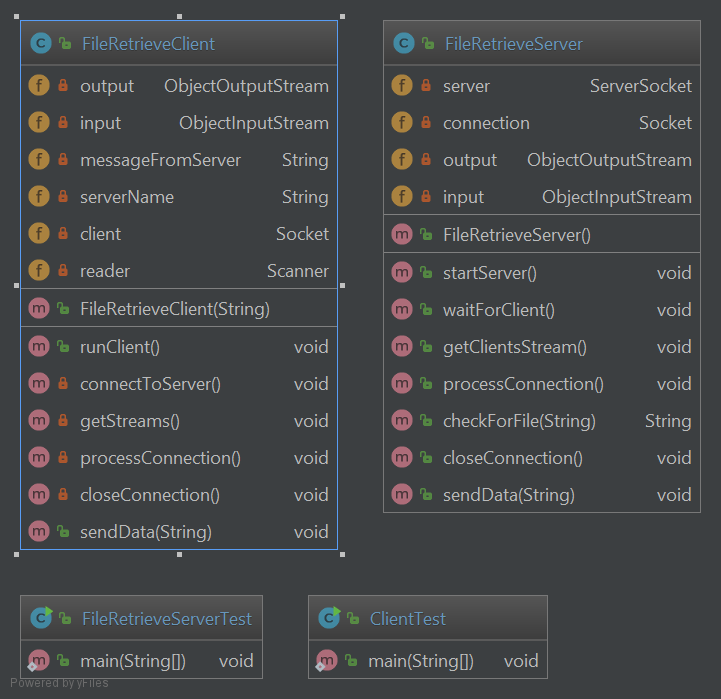 FileRetrieveClient
output ObjectOutputStream
input ObjectInputStream
messageFromServer String
serverName String
client Socket
reader Scanner
FileRetrieveClient(String)
runClient() void
connectToServer() void
getStreams() void
processConnection() void
closeConnection() void
sendData(String) void
FileRetrieveServer
server ServerSocket
connection Socket
output ObjectOutputStream
input ObjectInputStream
FileRetrieveServer()
startServer() void
waitForClient() void
getClientsStream() void
processConnection() void
checkForFile(String) String
closeConnection() void
sendData(String) void
FileRetrieveServerTest
main(String[]) void
ClientTest
main(String[]) void
Powered by yFiles